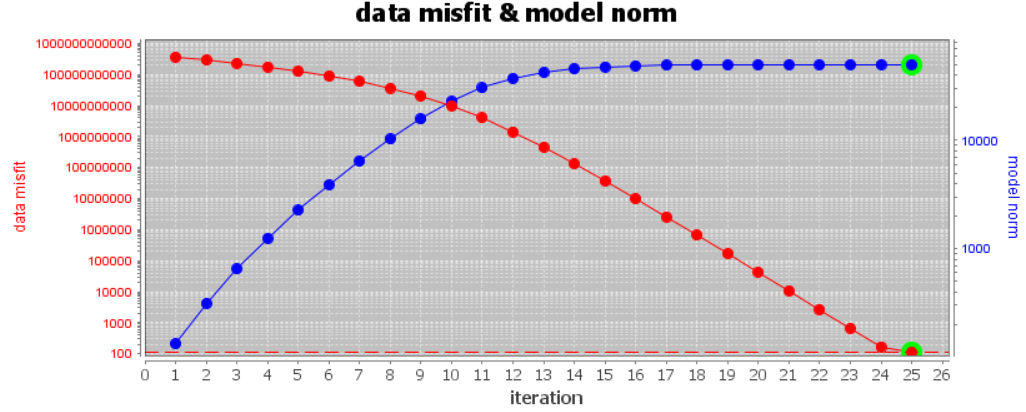 data misfit & model norm
1000000000000
100000000000
10000000000
1000000000
100000000
10000000
1000000
100000
10000
1000
100
data misfit
10000
1000
model norm
0 1 2 3 4 5 6 7 8 9 10 11 12 13 14 15 16 17 18 19 20 21 22 23 24 25 26
iteration